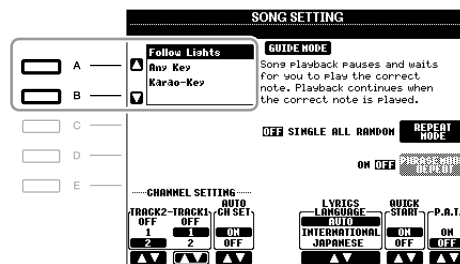 SONG SETTING
Follow Lights
Any Key
Karao-Key
GUIDE MODE
Song playback pauses and waits
for you to play the correct
note. Playback continues when
the correct note is played.
A
B
C
D
E
OFF SINGLE ALL RANDOM
REPEAT
MODE
ON OFF
PHRASE MARK
REPEAT
CHANNEL SETTING
TRACK2-TRACK1
AUTO
CH SET
OFF OFF
1 1 ON
2 2 OFF
LYRICS
LANGUAGE
QUICK
START
P.A.T.
AUTO
INTERNATIONAL ON ON
JAPANESE OFF OFF